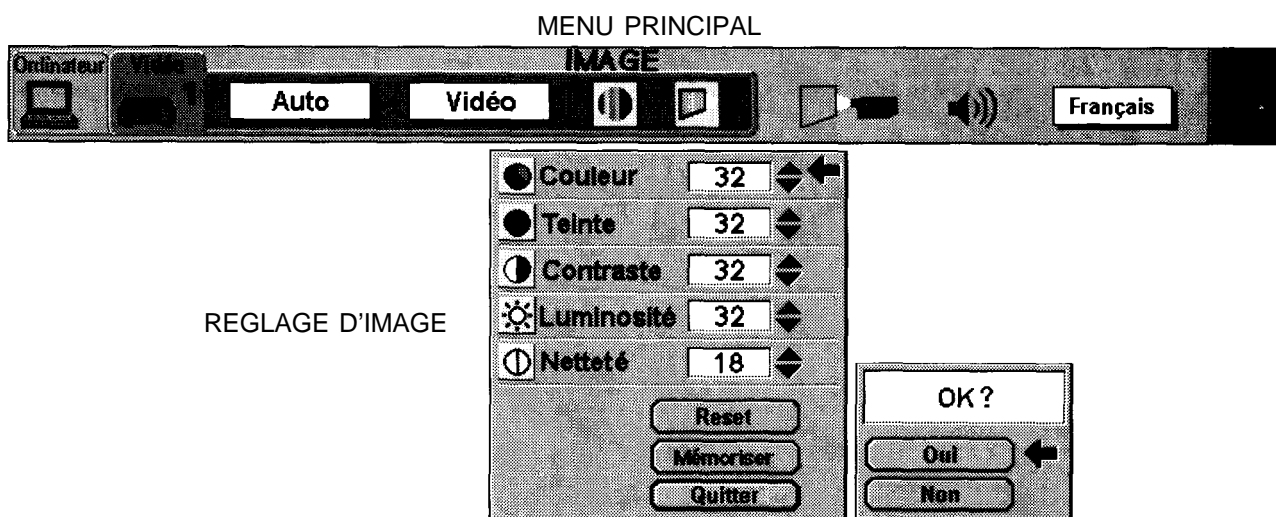 MENU PRINCIPAL
Ordinateur Vidéo IMAGE
1 Auto Vidéo Français
Couleur 32
Teinte 32
Contraste 32
REGLAGE D'IMAGE
Luminosité 32
Netteté 18
OK ?
Reset
Oui
Mémoriser
Quitter
Non